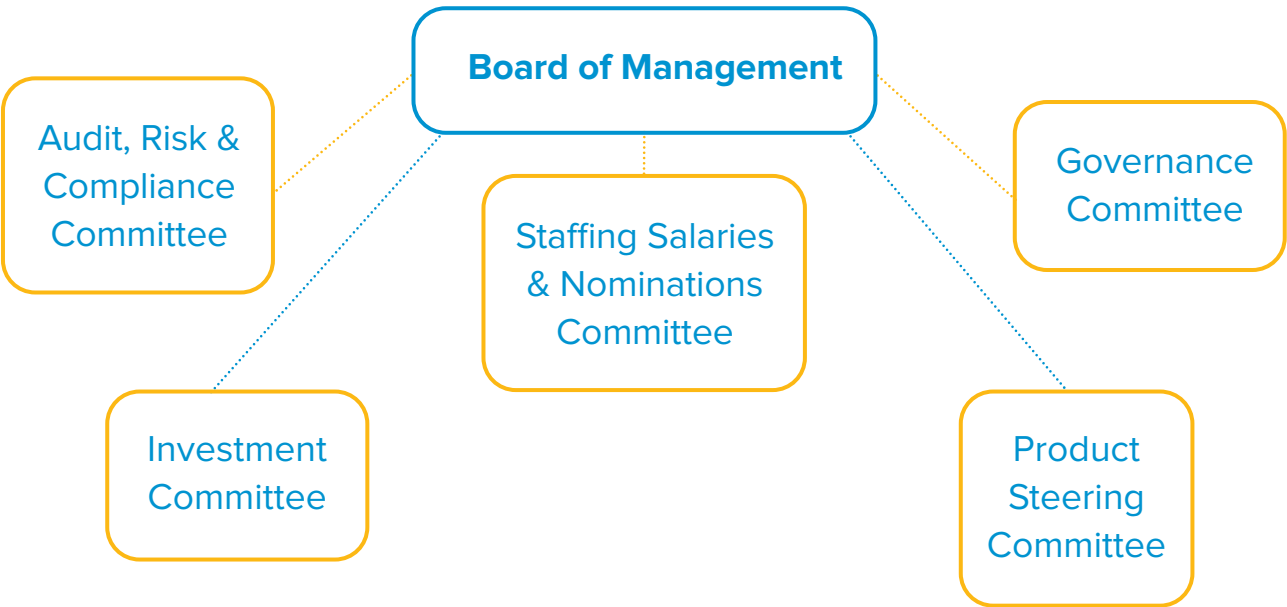 Board of Management
Audit, Risk &
Compliance
Committee
Staffing Salaries
& Nominations
Committee
Governance
Committee
Investment
Committee
Product
Steering
Committee